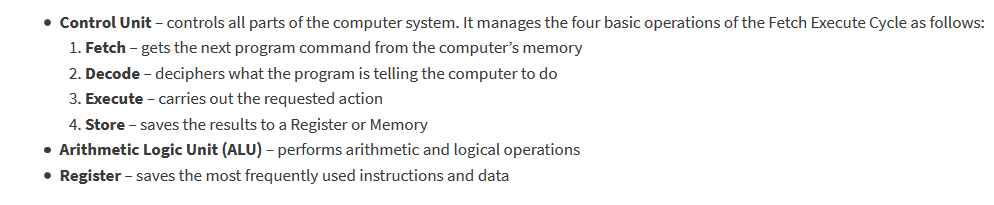 • Control Unit – controls all parts of the computer system. It manages the four basic operations of the Fetch Execute Cycle as follows:
1. Fetch – gets the next program command from the computer’s memory
2. Decode – deciphers what the program is telling the computer to do
3. Execute – carries out the requested action
4. Store – saves the results to a Register or Memory
• Arithmetic Logic Unit (ALU) – performs arithmetic and logical operations
• Register – saves the most frequently used instructions and data